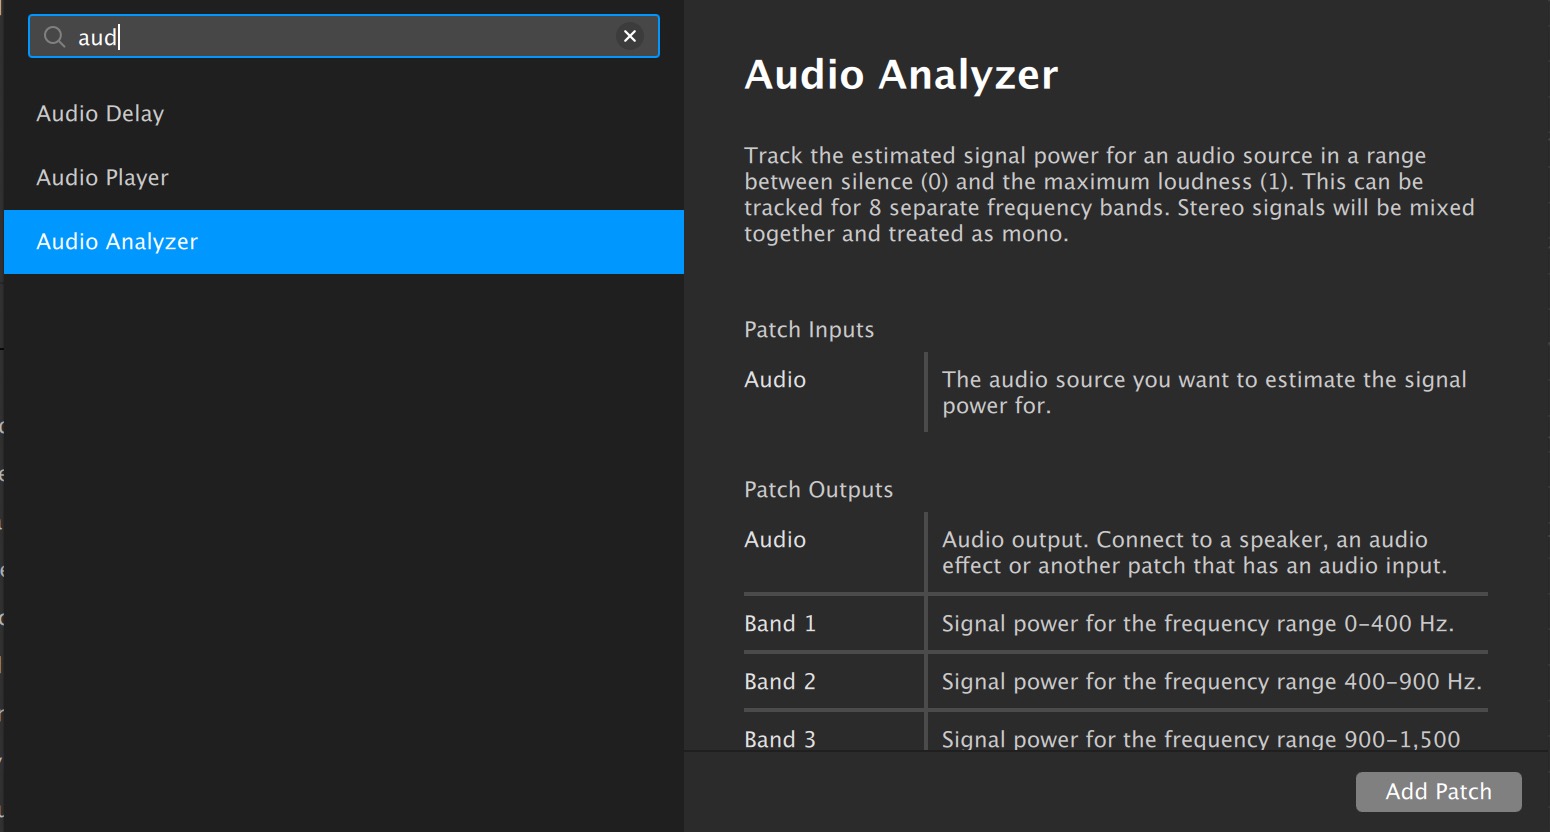 aud
Audio Delay
Audio Player
Audio Analyzer
Audio Analyzer
Track the estimated signal power for an audio source in a range
between silence (0) and the maximum loudness (1). This can be
tracked for 8 separate frequency bands. Stereo signals will be mixed
together and treated as mono.
Patch Inputs
Audio
The audio source you want to estimate the signal
power for.
Patch Outputs
Audio
Audio output. Connect to a speaker, an audio
effect or another patch that has an audio input.
Band 1
Signal power for the frequency range 0–400 Hz.
Band 2
Signal power for the frequency range 400–900 Hz.
Band 3
Signal power for the frequency range 900–1,500
Add Patch